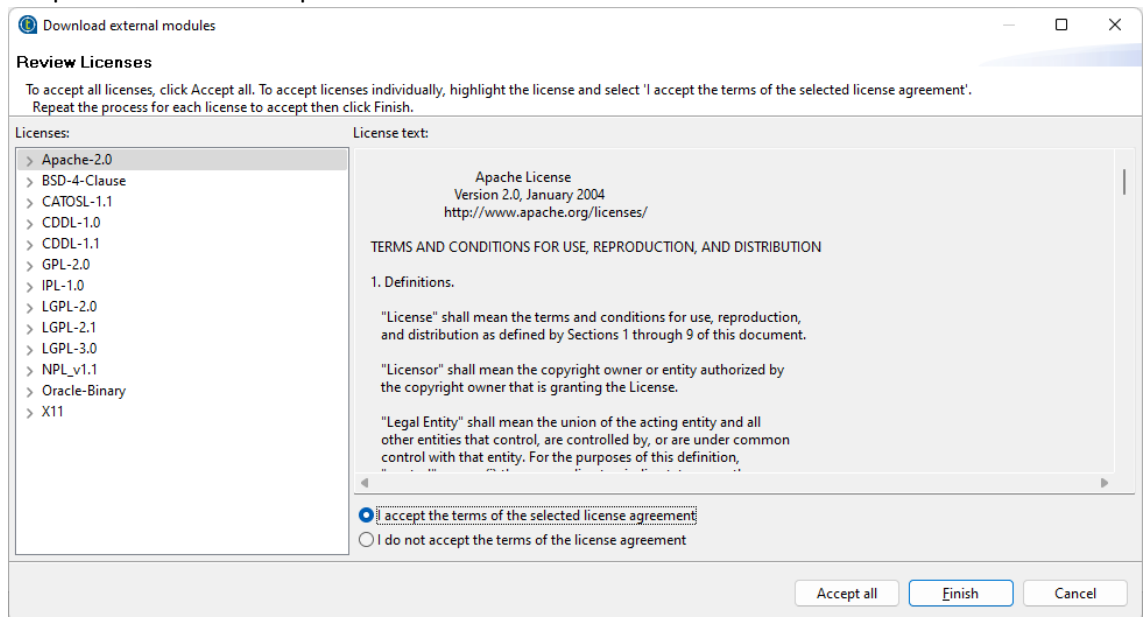 Download external modules
Review Licenses
To accept all licenses, click Accept all. To accept licenses individually, highlight the license and select 'I accept the terms of the selected license agreement'.
Repeat the process for each license to accept then click Finish.
Licenses:
License text:
Apache-2.0
BSD-4-Clause
CATOSL-1.1
CDDL-1.0
CDDL-1.1
GPL-2.0
IPL-1.0
LGPL-2.0
LGPL-2.1
LGPL-3.0
NPL_v1.1
Oracle-Binary
X11
Apache License
Version 2.0, January 2004
http://www.apache.org/licenses/
TERMS AND CONDITIONS FOR USE, REPRODUCTION, AND DISTRIBUTION
1. Definitions.
"License" shall mean the terms and conditions for use, reproduction,
and distribution as defined by Sections 1 through 9 of this document.
"Licensor" shall mean the copyright owner or entity authorized by
the copyright owner that is granting the License.
"Legal Entity" shall mean the union of the acting entity and all
other entities that control, are controlled by, or are under common
control with that entity. For the purposes of this definition,
I accept the terms of the selected license agreement
I do not accept the terms of the license agreement
Accept all
Finish
Cancel